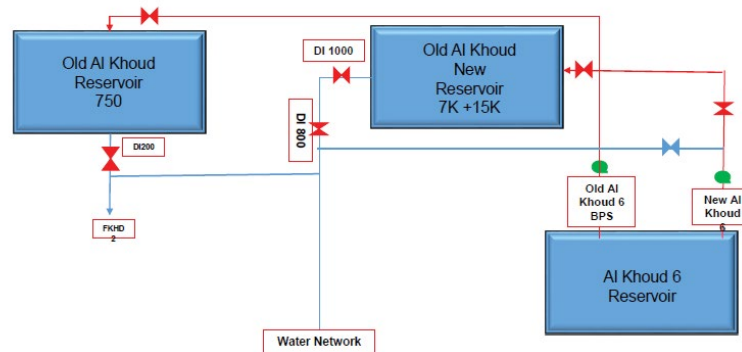 Old Al Khoud
Reservoir
750
DI 1000
Old Al Khoud
New
Reservoir
7K +15K
DI 800
DI200
FKHD
2
Old Al
Khoud 6
BPS
New Al
Khoud
6
Al Khoud 6
Reservoir
Water Network